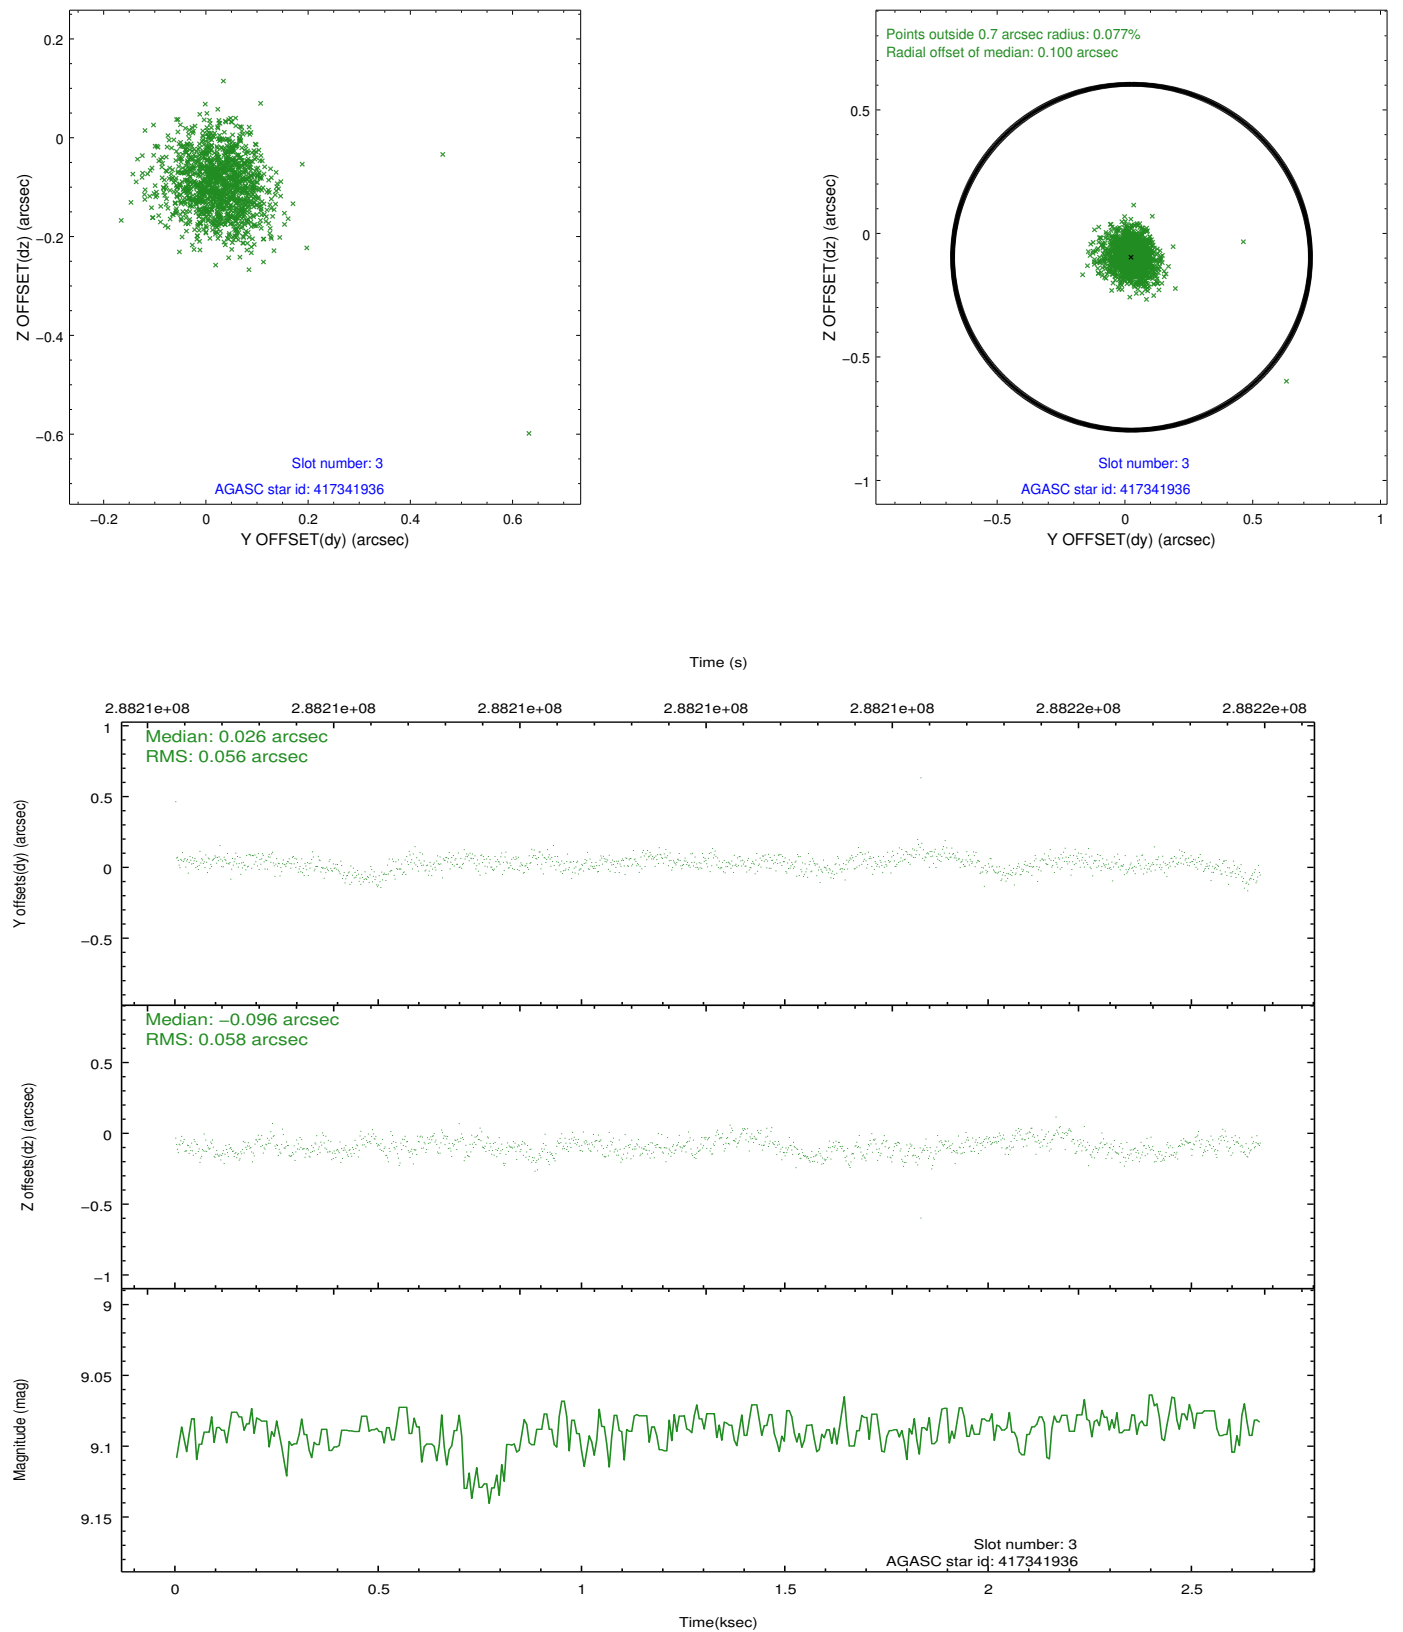 0.2
0
−0.2
−0.4
−0.6
Z OFFSET(dz) (arcsec)
Slot number: 3
AGASC star id: 417341936
−0.2
0
0.2
0.4
0.6
Y OFFSET(dy) (arcsec)
Points outside 0.7 arcsec radius: 0.077%
Radial offset of median: 0.100 arcsec
0.5
0
−0.5
−1
Z OFFSET(dz) (arcsec)
Slot number: 3
AGASC star id: 417341936
−0.5
0
0.5
1
Y OFFSET(dy) (arcsec)
Time (s)
2.8821e+08
2.8821e+08
2.8821e+08
2.8821e+08
2.8821e+08
2.8822e+08
2.8822e+08
Median: 0.026 arcsec
RMS: 0.056 arcsec
1
0.5
0
−0.5
Y offsets(dy) (arcsec)
Median: −0.096 arcsec
RMS: 0.058 arcsec
0.5
0
−0.5
−1
Z offsets(dz) (arcsec)
9
9.05
9.1
9.15
Magnitude (mag)
Slot number: 3
AGASC star id: 417341936
0
0.5
1
1.5
2
2.5
Time(ksec)